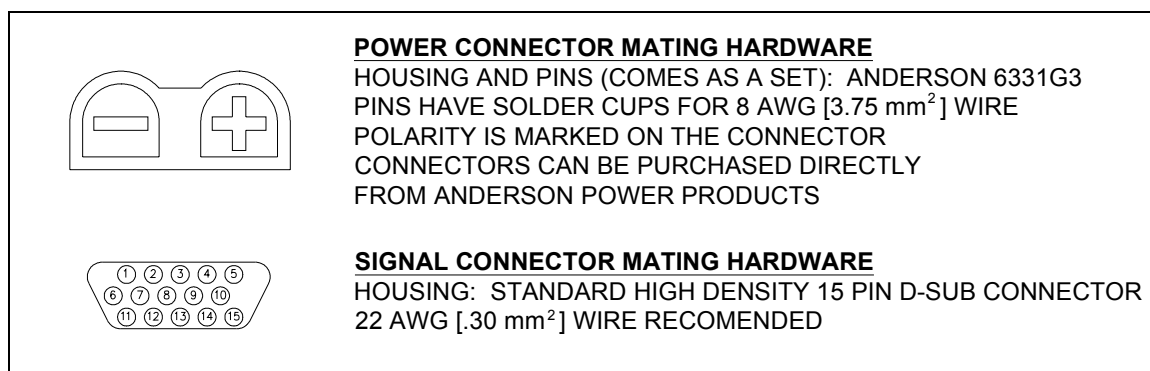 POWER CONNECTOR MATING HARDWARE
HOUSING AND PINS (COMES AS A SET): ANDERSON 6331G3
PINS HAVE SOLDER CUPS FOR 8 AWG [3.75 mm²] WIRE
POLARITY IS MARKED ON THE CONNECTOR
CONNECTORS CAN BE PURCHASED DIRECTLY
FROM ANDERSON POWER PRODUCTS
SIGNAL CONNECTOR MATING HARDWARE
HOUSING: STANDARD HIGH DENSITY 15 PIN D-SUB CONNECTOR
22 AWG [.30 mm²] WIRE RECOMENDED
1 2 3 4 5
6 7 8 9 10
11 12 13 14 15